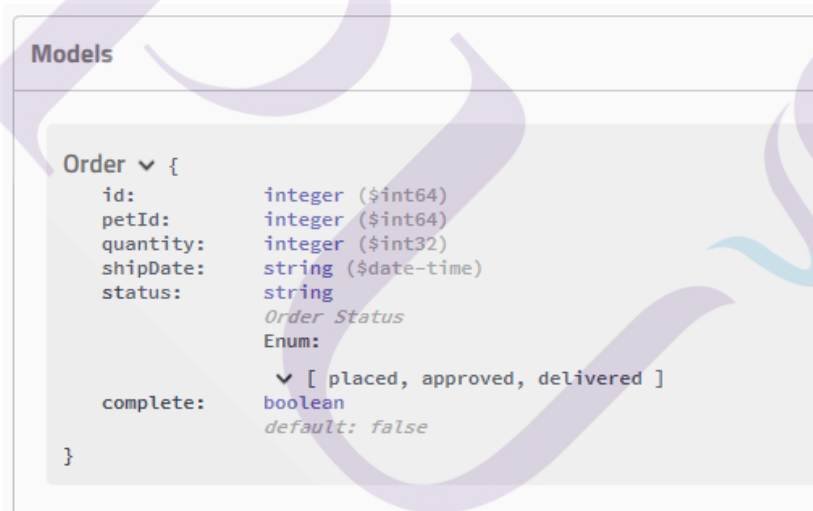 Models
Order {
id: integer ($int64)
petId: integer ($int64)
quantity: integer ($int32)
shipDate: string ($date-time)
status: string
Order Status
Enum:
[ placed, approved, delivered ]
complete: boolean
default: false
}